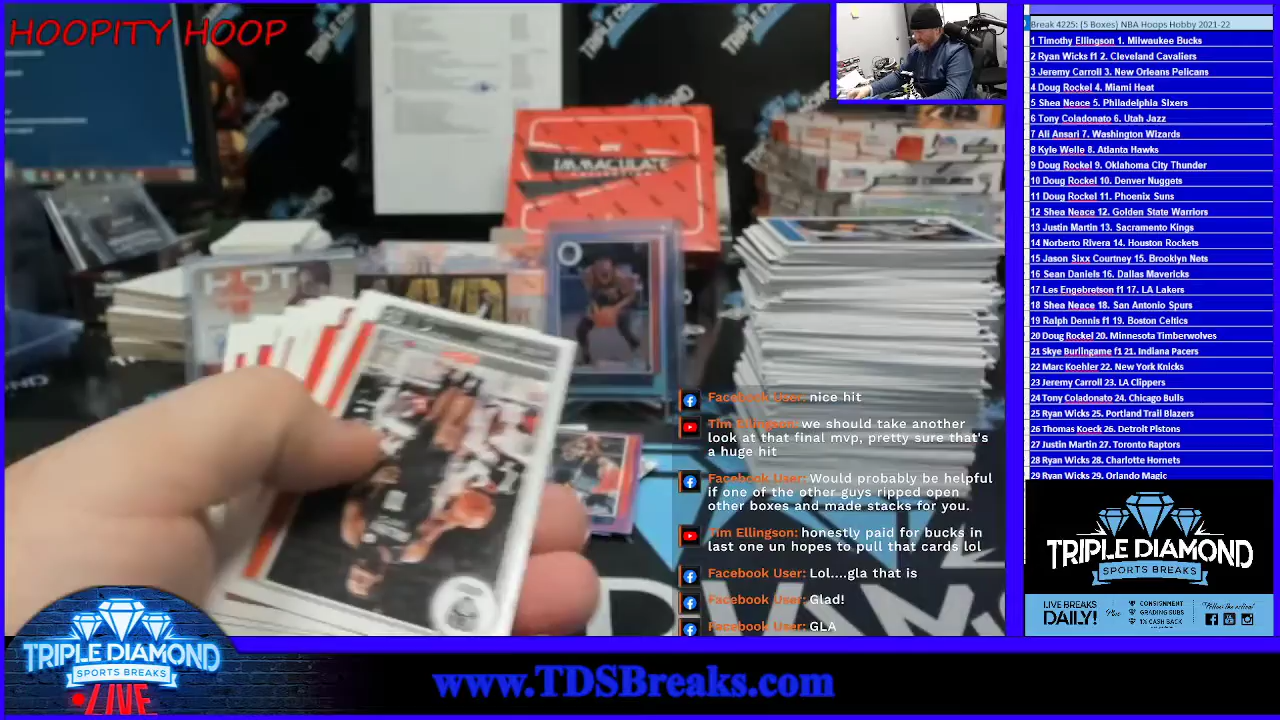 HOOPITY HOOP
IMMACULATE
COLLECTION
HOT
MVP
Facebook User: nice hit
Tim Ellingson: we should take another
look at that final mvp, pretty sure that's
a huge hit
Facebook User: Would probably be helpful
if one of the other guys ripped open
other boxes and made stacks for you.
Tim Ellingson: honestly paid for bucks in
last one un hopes to pull that cards lol
Facebook User: Lol....gla that is
Facebook User: Glad!
Facebook User: GLA
Break 4225: (5 Boxes) NBA Hoops Hobby 2021-22
1 Timothy Ellingson 1. Milwaukee Bucks
2 Ryan Wicks f1 2. Cleveland Cavaliers
3 Jeremy Carroll 3. New Orleans Pelicans
4 Doug Rockel 4. Miami Heat
5 Shea Neace 5. Philadelphia Sixers
6 Tony Coladonato 6. Utah Jazz
7 Ali Ansari 7. Washington Wizards
8 Kyle Welle 8. Atlanta Hawks
9 Doug Rockel 9. Oklahoma City Thunder
10 Doug Rockel 10. Denver Nuggets
11 Doug Rockel 11. Phoenix Suns
12 Shea Neace 12. Golden State Warriors
13 Justin Martin 13. Sacramento Kings
14 Norberto Rivera 14. Houston Rockets
15 Jason Sixx Courtney 15. Brooklyn Nets
16 Sean Daniels 16. Dallas Mavericks
17 Les Engebretson f1 17. LA Lakers
18 Shea Neace 18. San Antonio Spurs
19 Ralph Dennis f1 19. Boston Celtics
20 Doug Rockel 20. Minnesota Timberwolves
21 Skye Burlingame f1 21. Indiana Pacers
22 Marc Koehler 22. New York Knicks
23 Jeremy Carroll 23. LA Clippers
24 Tony Coladonato 24. Chicago Bulls
25 Ryan Wicks 25. Portland Trail Blazers
26 Thomas Koeck 26. Detroit Pistons
27 Justin Martin 27. Toronto Raptors
28 Ryan Wicks 28. Charlotte Hornets
29 Ryan Wicks 29. Orlando Magic
TRIPLE DIAMOND
SPORTS BREAKS
LIVE BREAKS
DAILY!
Plus
CONSIGNMENT
GRADING SUBS
1% CASH BACK
Follow the action!
TRIPLE DIAMOND
SPORTS BREAKS
LIVE
www.TDSBreaks.com